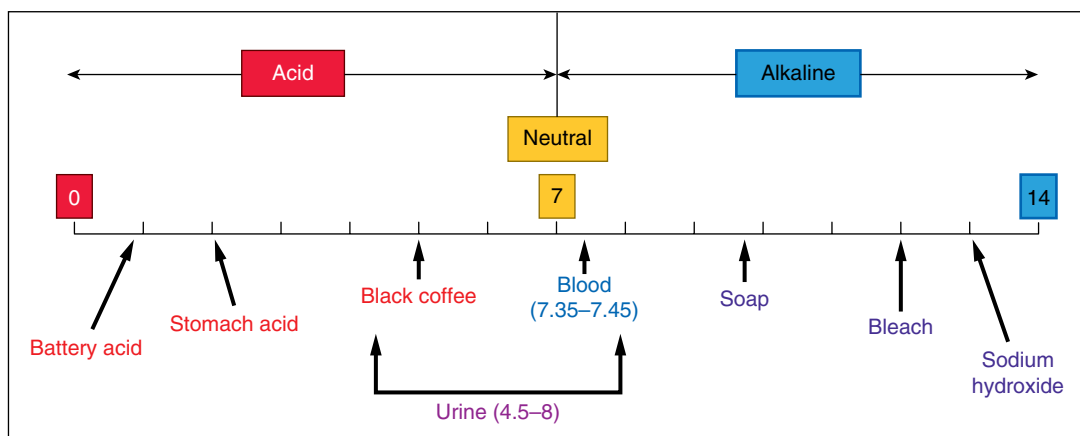 Acid
Alkaline
Neutral
0
7
14
Battery acid
Stomach acid
Black coffee
Blood
(7.35–7.45)
Soap
Bleach
Sodium
hydroxide
Urine (4.5–8)